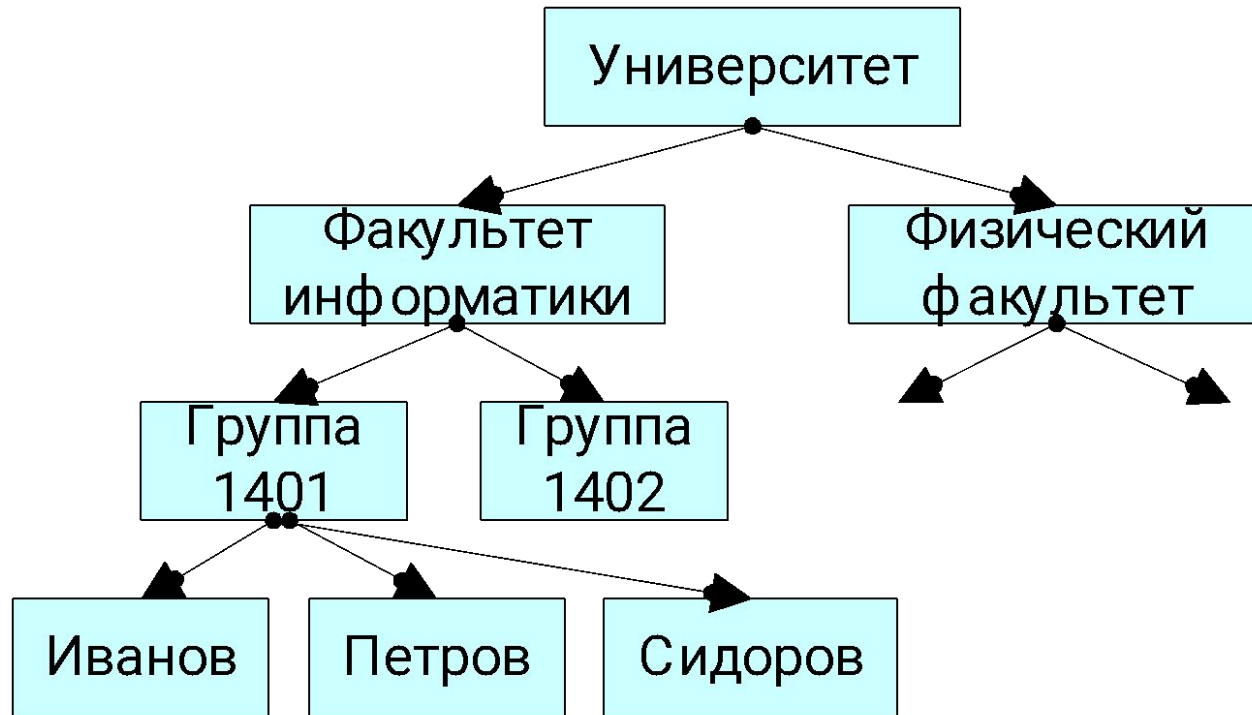 Университет
Факультет
информатики
Физический
факультет
Группа
1401
Группа
1402
Иванов
Петров
Сидоров